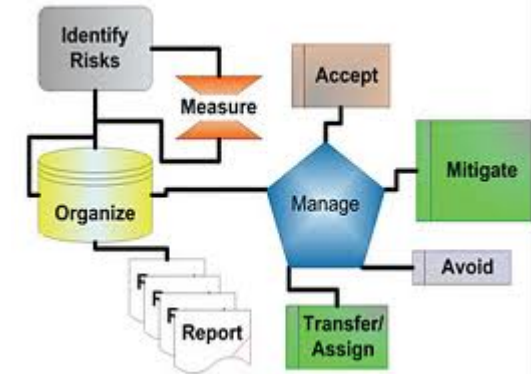 Identify
Risks
Measure
Accept
Organize
Manage
Mitigate
Avoid
Report
Transfer/
Assign